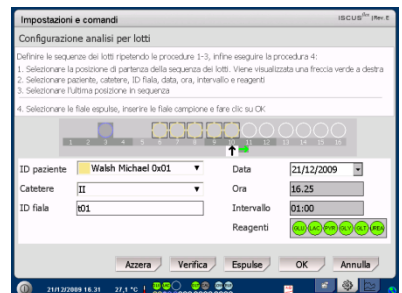 Impostazioni e comandi ISCUS flex |Rev.E
Configurazione analisi per lotti
Definire le sequenze dei lotti ripetendo le procedure 1-3, infine eseguire la procedura 4:
1. Selezionare la posizione di partenza della sequenza dei lotti. Viene visualizzata una freccia verde a destra
2. Selezionare paziente, catetere, ID fiala, data, ora, intervallo e reagenti
3. Selezionare l'ultima posizione in sequenza
4. Selezionare le fiale espulse, inserire le fiale campione e fare clic su OK
1 2 3 4 5 6 7 8 9 10 11 12 13 14 15 16
ID paziente Walsh Michael 0x01 Data 21/12/2009
Catetere II Ora 16.25
ID fiala t01 Intervallo 01:00
Reagenti GLU LAC PYR GLY GLT UREA
Azzera Verifica Espulse OK Annulla
21/12/2009 16.31 27,1 °C